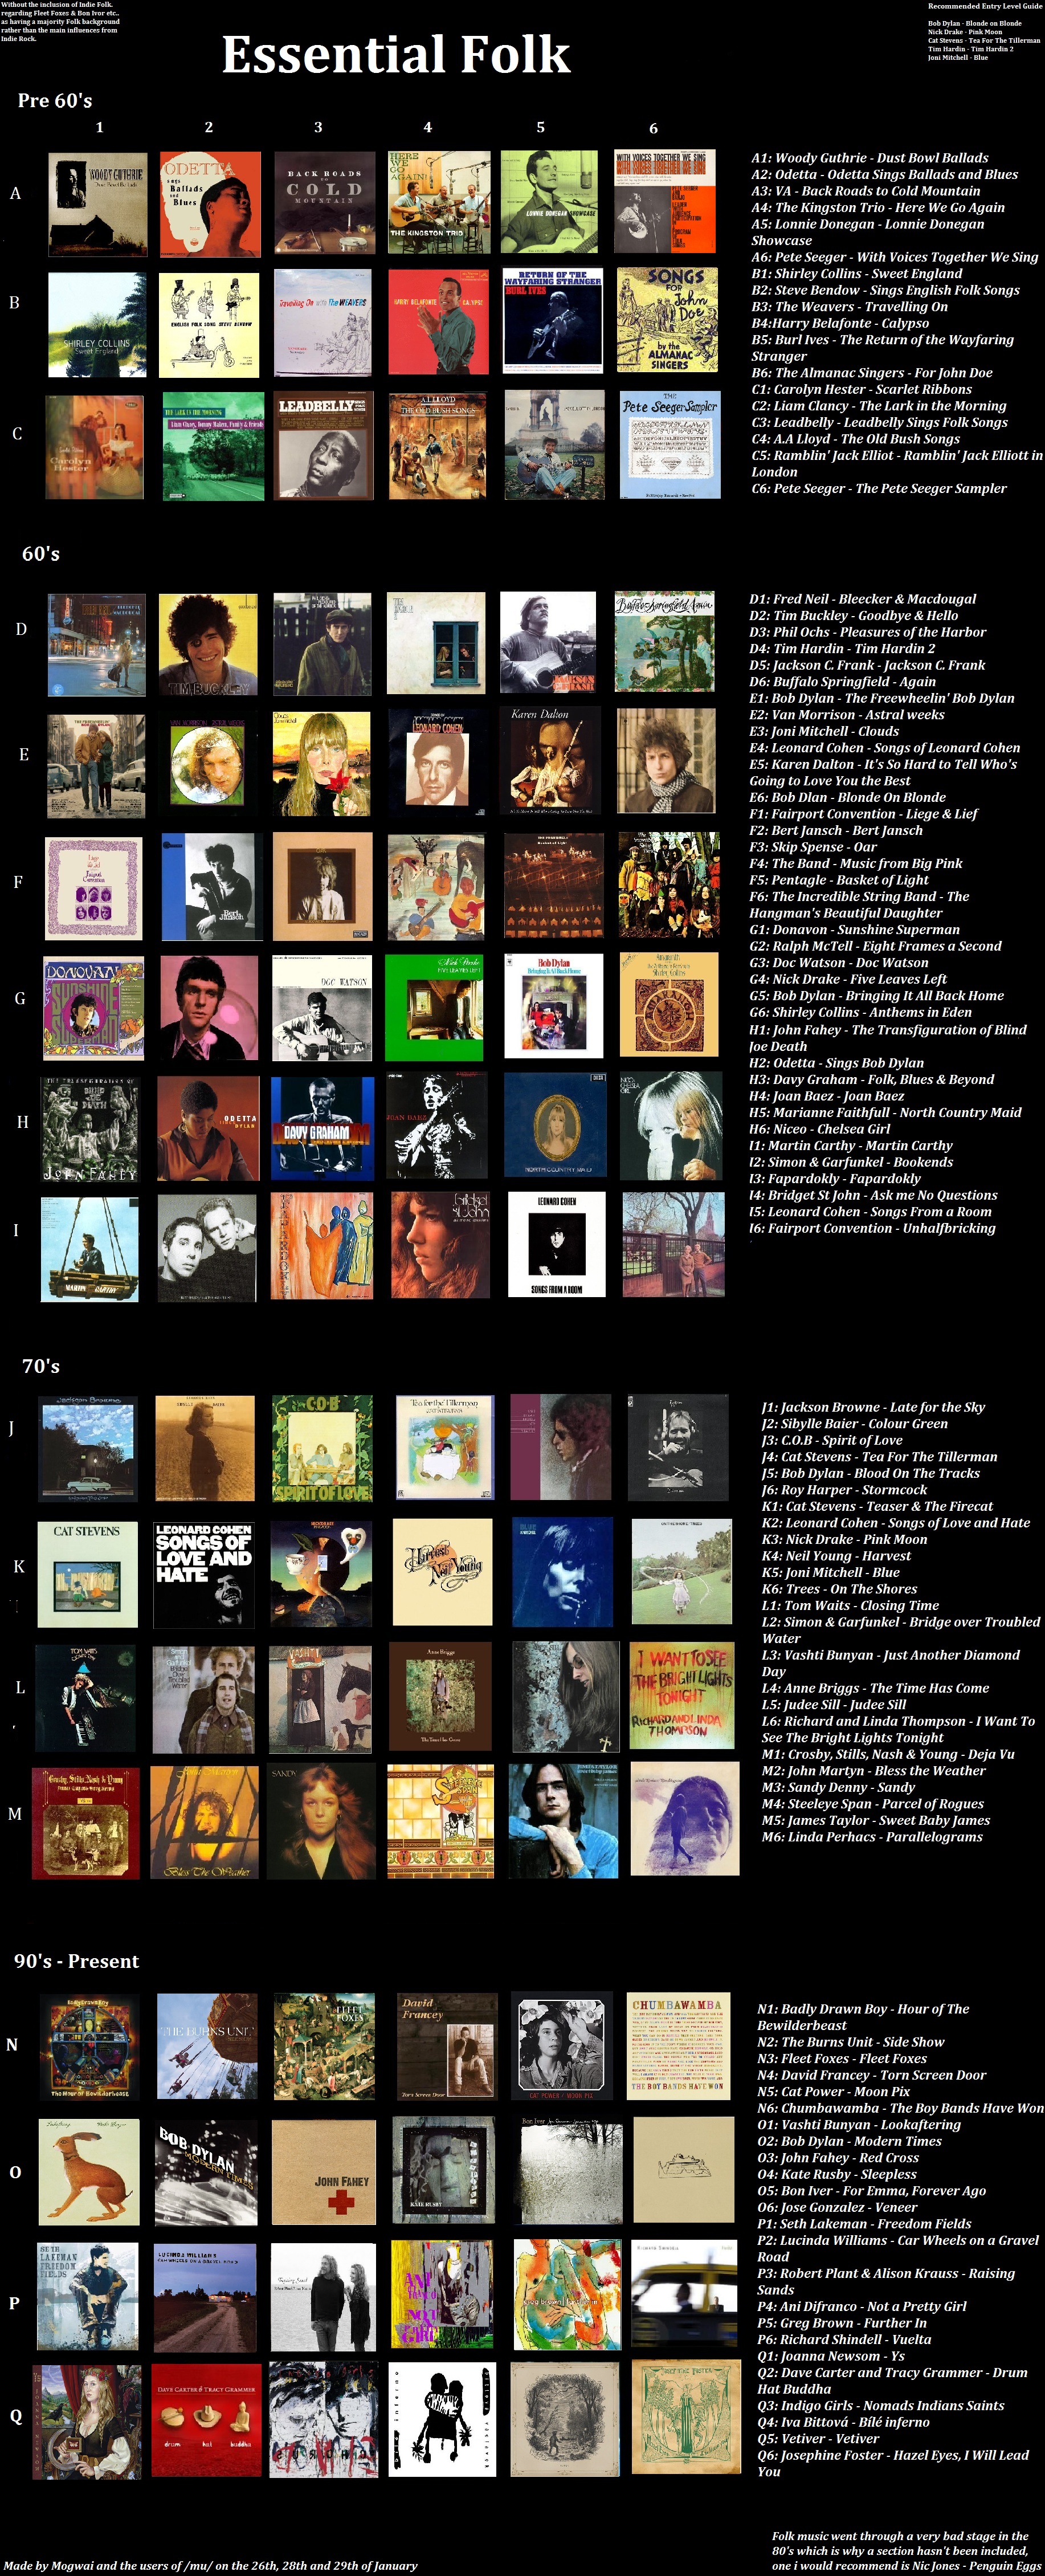 Without the inclusion of Indie Folk.
regarding Fleet Foxes & Bon Ivor etc..
as having a majority Folk background
rather than the main influences from
Indie Rock.
Essential Folk
Recommended Entry Level Guide
Bob Dylan - Blonde on Blonde
Nick Drake - Pink Moon
Cat Stevens - Tea For The Tillerman
Tim Hardin - Tim Hardin 2
Joni Mitchell - Blue
Pre 60's
1 2 3 4 5 6
A
B
C
A1: Woody Guthrie - Dust Bowl Ballads
A2: Odetta - Odetta Sings Ballads and Blues
A3: VA - Back Roads to Cold Mountain
A4: The Kingston Trio - Here We Go Again
A5: Lonnie Donegan - Lonnie Donegan
Showcase
A6: Pete Seeger - With Voices Together We Sing
B1: Shirley Collins - Sweet England
B2: Steve Bendow - Sings English Folk Songs
B3: The Weavers - Travelling On
B4:Harry Belafonte - Calypso
B5: Burl Ives - The Return of the Wayfaring
Stranger
B6: The Almanac Singers - For John Doe
C1: Carolyn Hester - Scarlet Ribbons
C2: Liam Clancy - The Lark in the Morning
C3: Leadbelly - Leadbelly Sings Folk Songs
C4: A.A Lloyd - The Old Bush Songs
C5: Ramblin' Jack Elliot - Ramblin' Jack Elliott in
London
C6: Pete Seeger - The Pete Seeger Sampler
60's
D
E
F
G
H
I
D1: Fred Neil - Bleecker & Macdougal
D2: Tim Buckley - Goodbye & Hello
D3: Phil Ochs - Pleasures of the Harbor
D4: Tim Hardin - Tim Hardin 2
D5: Jackson C. Frank - Jackson C. Frank
D6: Buffalo Springfield - Again
E1: Bob Dylan - The Freewheelin' Bob Dylan
E2: Van Morrison - Astral weeks
E3: Joni Mitchell - Clouds
E4: Leonard Cohen - Songs of Leonard Cohen
E5: Karen Dalton - It's So Hard to Tell Who's
Going to Love You the Best
E6: Bob Dlan - Blonde On Blonde
F1: Fairport Convention - Liege & Lief
F2: Bert Jansch - Bert Jansch
F3: Skip Spense - Oar
F4: The Band - Music from Big Pink
F5: Pentagle - Basket of Light
F6: The Incredible String Band - The
Hangman's Beautiful Daughter
G1: Donavon - Sunshine Superman
G2: Ralph McTell - Eight Frames a Second
G3: Doc Watson - Doc Watson
G4: Nick Drake - Five Leaves Left
G5: Bob Dylan - Bringing It All Back Home
G6: Shirley Collins - Anthems in Eden
H1: John Fahey - The Transfiguration of Blind
Joe Death
H2: Odetta - Sings Bob Dylan
H3: Davy Graham - Folk, Blues & Beyond
H4: Joan Baez - Joan Baez
H5: Marianne Faithfull - North Country Maid
H6: Niceo - Chelsea Girl
I1: Martin Carthy - Martin Carthy
I2: Simon & Garfunkel - Bookends
I3: Fapardokly - Fapardokly
I4: Bridget St John - Ask me No Questions
I5: Leonard Cohen - Songs From a Room
I6: Fairport Convention - Unhalfbricking
70's
J
K
L
M
J1: Jackson Browne - Late for the Sky
J2: Sibylle Baier - Colour Green
J3: C.O.B - Spirit of Love
J4: Cat Stevens - Tea For The Tillerman
J5: Bob Dylan - Blood On The Tracks
J6: Roy Harper - Stormcock
K1: Cat Stevens - Teaser & The Firecat
K2: Leonard Cohen - Songs of Love and Hate
K3: Nick Drake - Pink Moon
K4: Neil Young - Harvest
K5: Joni Mitchell - Blue
K6: Trees - On The Shores
L1: Tom Waits - Closing Time
L2: Simon & Garfunkel - Bridge over Troubled
Water
L3: Vashti Bunyan - Just Another Diamond
Day
L4: Anne Briggs - The Time Has Come
L5: Judee Sill - Judee Sill
L6: Richard and Linda Thompson - I Want To
See The Bright Lights Tonight
M1: Crosby, Stills, Nash & Young - Deja Vu
M2: John Martyn - Bless the Weather
M3: Sandy Denny - Sandy
M4: Steeleye Span - Parcel of Rogues
M5: James Taylor - Sweet Baby James
M6: Linda Perhacs - Parallelograms
90's - Present
N
O
P
Q
N1: Badly Drawn Boy - Hour of The
Bewilderbeast
N2: The Burns Unit - Side Show
N3: Fleet Foxes - Fleet Foxes
N4: David Francey - Torn Screen Door
N5: Cat Power - Moon Pix
N6: Chumbawamba - The Boy Bands Have Won
O1: Vashti Bunyan - Lookaftering
O2: Bob Dylan - Modern Times
O3: John Fahey - Red Cross
O4: Kate Rusby - Sleepless
O5: Bon Iver - For Emma, Forever Ago
O6: Jose Gonzalez - Veneer
P1: Seth Lakeman - Freedom Fields
P2: Lucinda Williams - Car Wheels on a Gravel
Road
P3: Robert Plant & Alison Krauss - Raising
Sands
P4: Ani Difranco - Not a Pretty Girl
P5: Greg Brown - Further In
P6: Richard Shindell - Vuelta
Q1: Joanna Newsom - Ys
Q2: Dave Carter and Tracy Grammer - Drum
Hat Buddha
Q3: Indigo Girls - Nomads Indians Saints
Q4: Iva Bittová - Bílé inferno
Q5: Vetiver - Vetiver
Q6: Josephine Foster - Hazel Eyes, I Will Lead
You
Made by Mogwai and the users of /mu/ on the 26th, 28th and 29th of January
Folk music went through a very bad stage in the
80's which is why a section hasn't been included,
one i would recommend is Nic Jones - Penguin Eggs